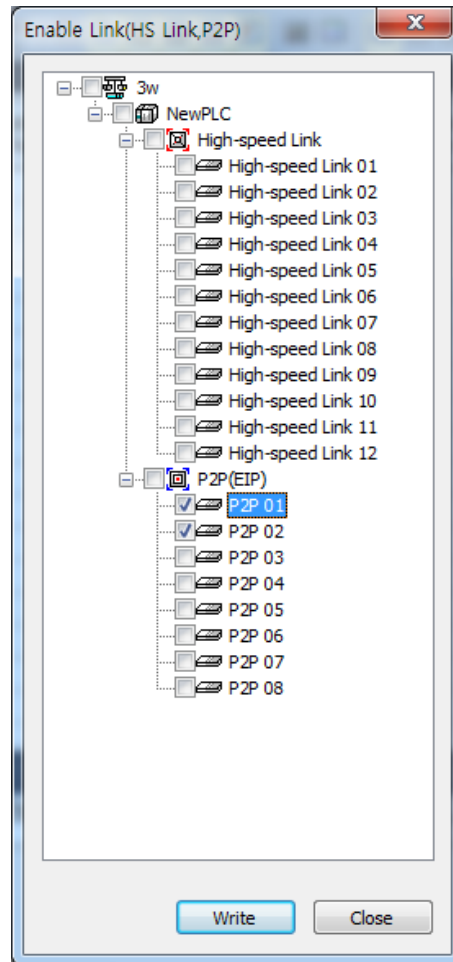 Enable Link(HS Link,P2P)
3w
NewPLC
High-speed Link
High-speed Link 01
High-speed Link 02
High-speed Link 03
High-speed Link 04
High-speed Link 05
High-speed Link 06
High-speed Link 07
High-speed Link 08
High-speed Link 09
High-speed Link 10
High-speed Link 11
High-speed Link 12
P2P(EIP)
P2P 01
P2P 02
P2P 03
P2P 04
P2P 05
P2P 06
P2P 07
P2P 08
Write Close